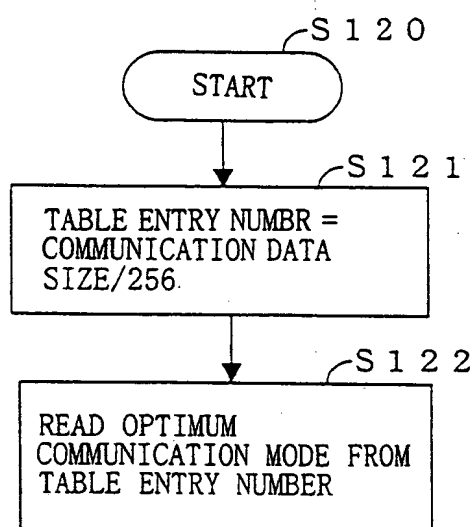 S120
START
S121
TABLE ENTRY NUMBR =
COMMUNICATION DATA
SIZE/256.
S122
READ OPTIMUM
COMMUNICATION MODE FROM
TABLE ENTRY NUMBER